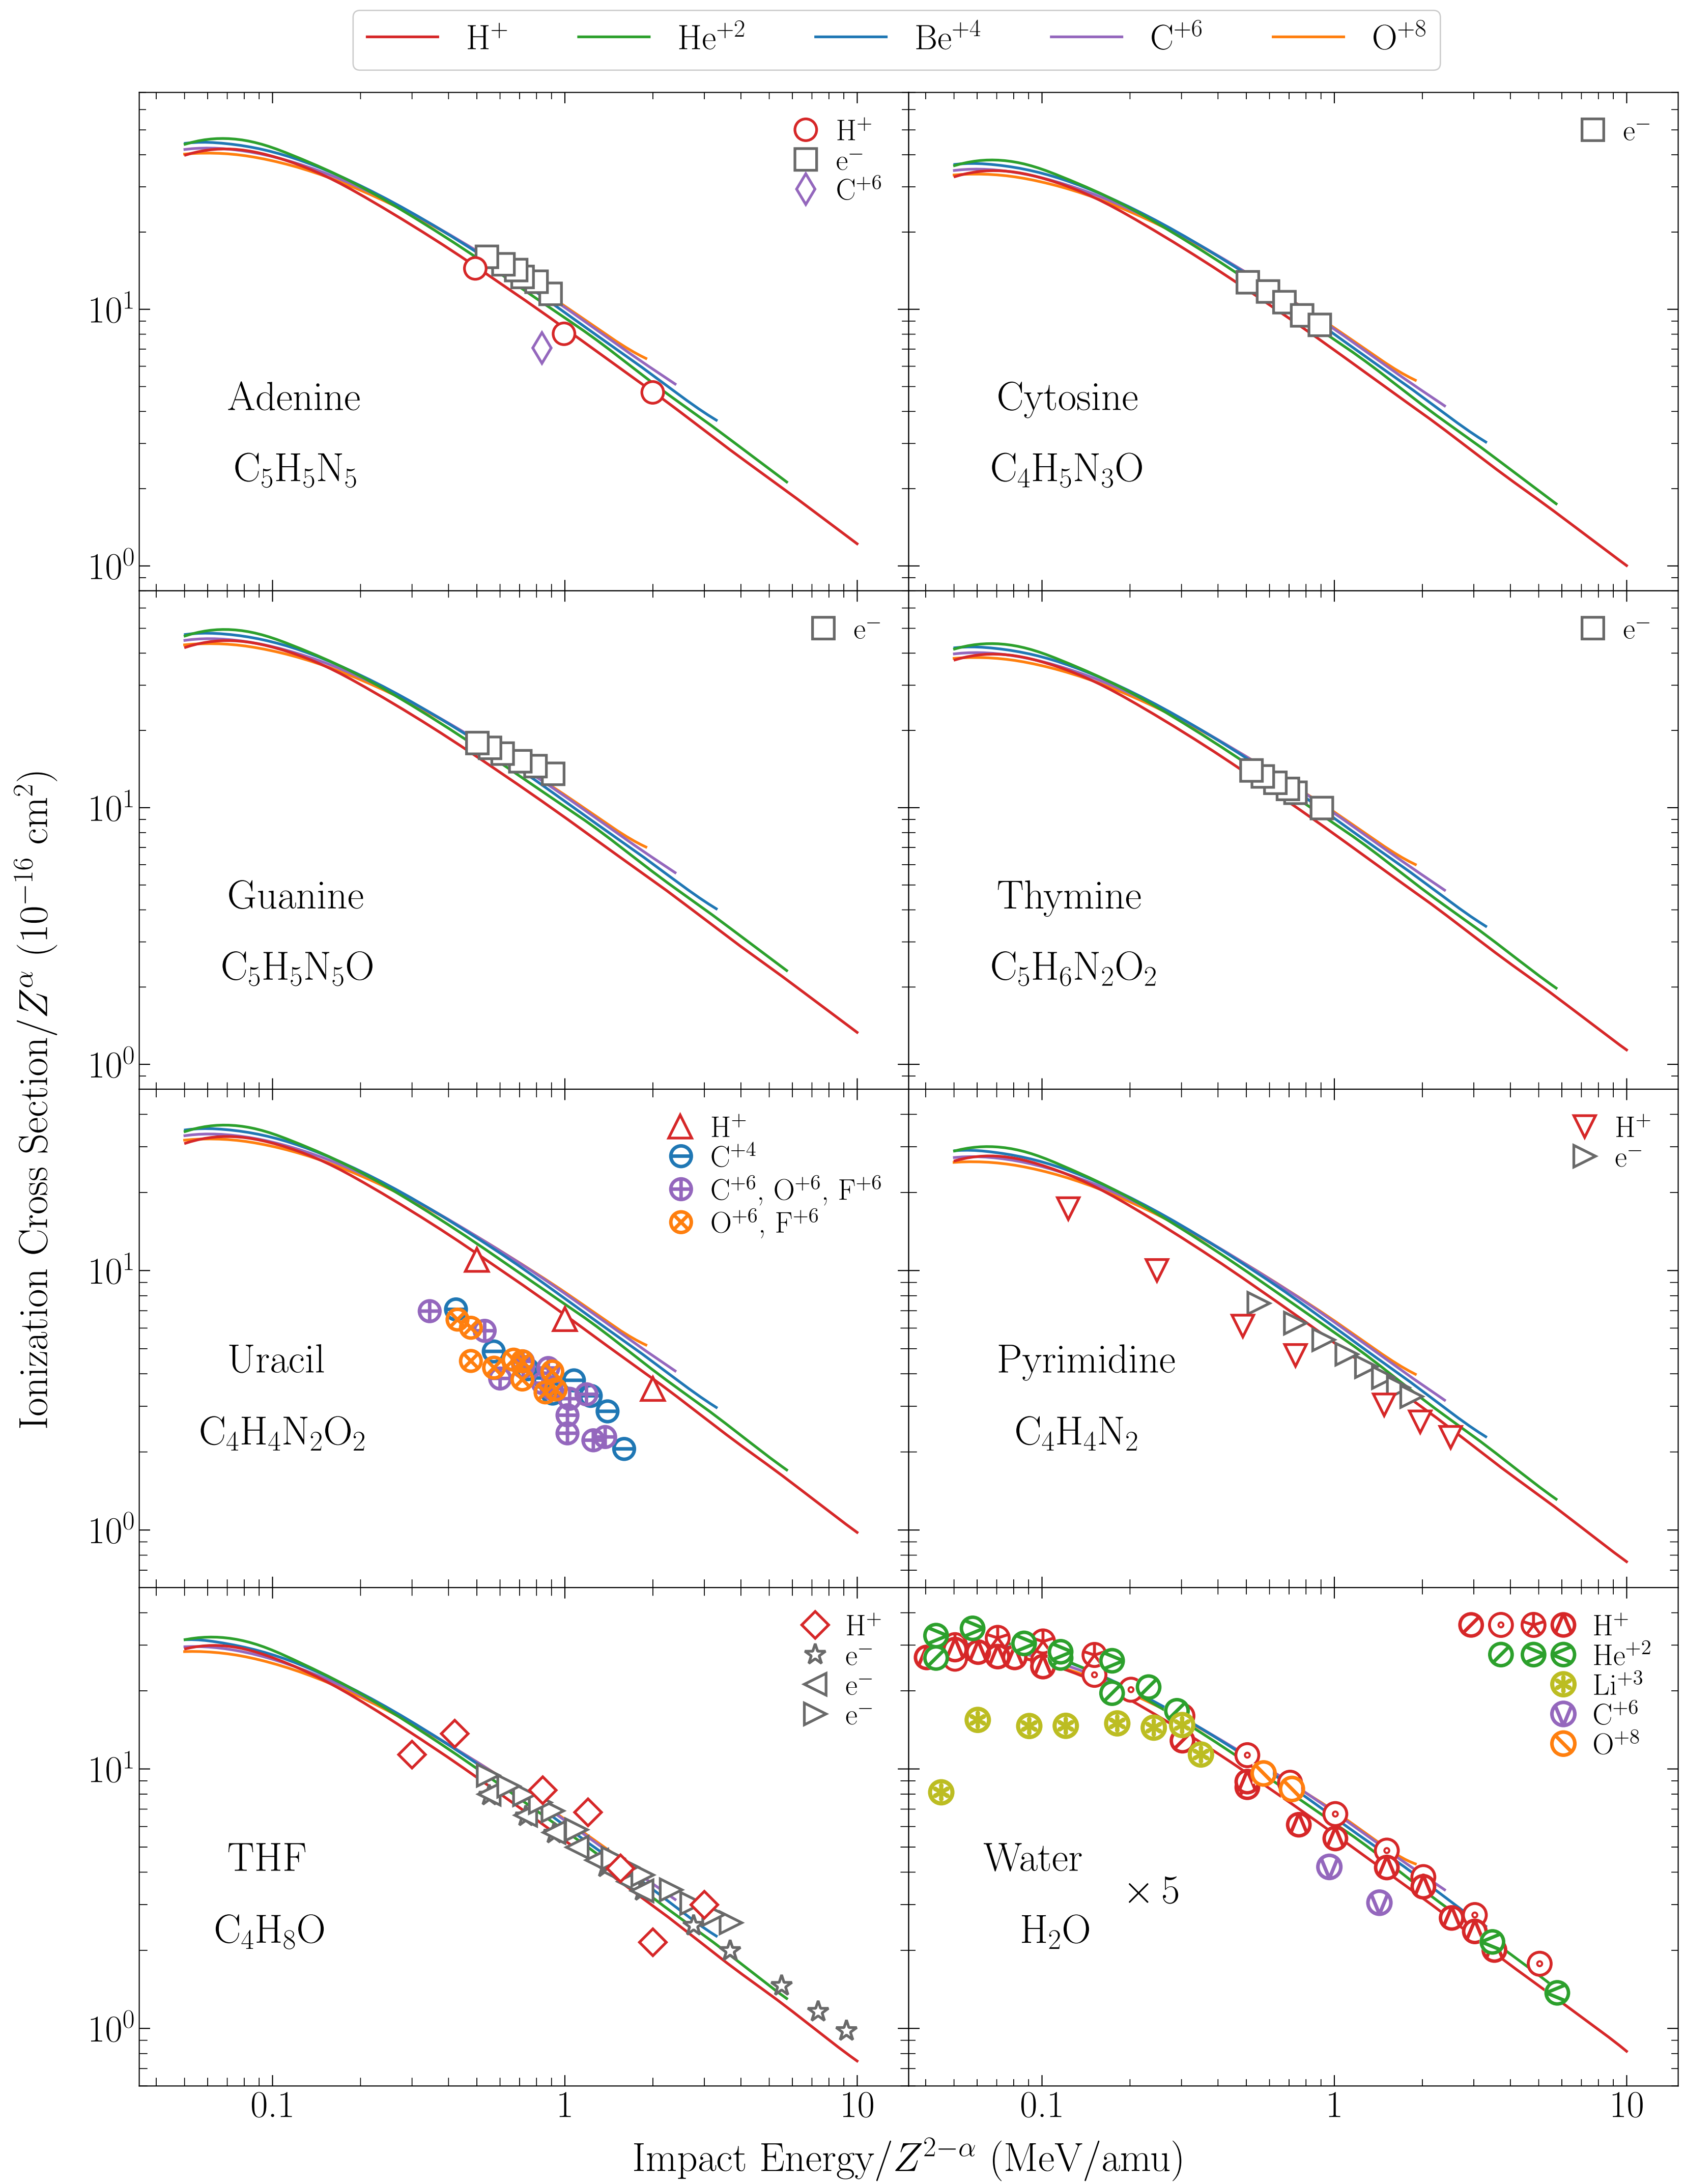 H⁺ He⁺² Be⁺⁴ C⁺⁶ O⁺⁸
H⁺
e⁻
C⁺⁶
10¹
10⁰
Adenine
C₅H₅N₅
e⁻
Cytosine
C₄H₅N₃O
e⁻
10¹
10⁰
Guanine
C₅H₅N₅O
e⁻
Thymine
C₅H₆N₂O₂
H⁺
C⁺⁴
C⁺⁶, O⁺⁶, F⁺⁶
O⁺⁶, F⁺⁶
10¹
10⁰
Uracil
C₄H₄N₂O₂
H⁺
e⁻
Pyrimidine
C₄H₄N₂
H⁺
e⁻
e⁻
e⁻
10¹
10⁰
THF
C₄H₈O
H⁺
He⁺²
Li⁺³
C⁺⁶
O⁺⁸
Water
× 5
H₂O
0.1 1 10 0.1 1 10
Impact Energy/Z²⁻ᵅ (MeV/amu)
Ionization Cross Section/Zᵅ (10⁻¹⁶ cm²)